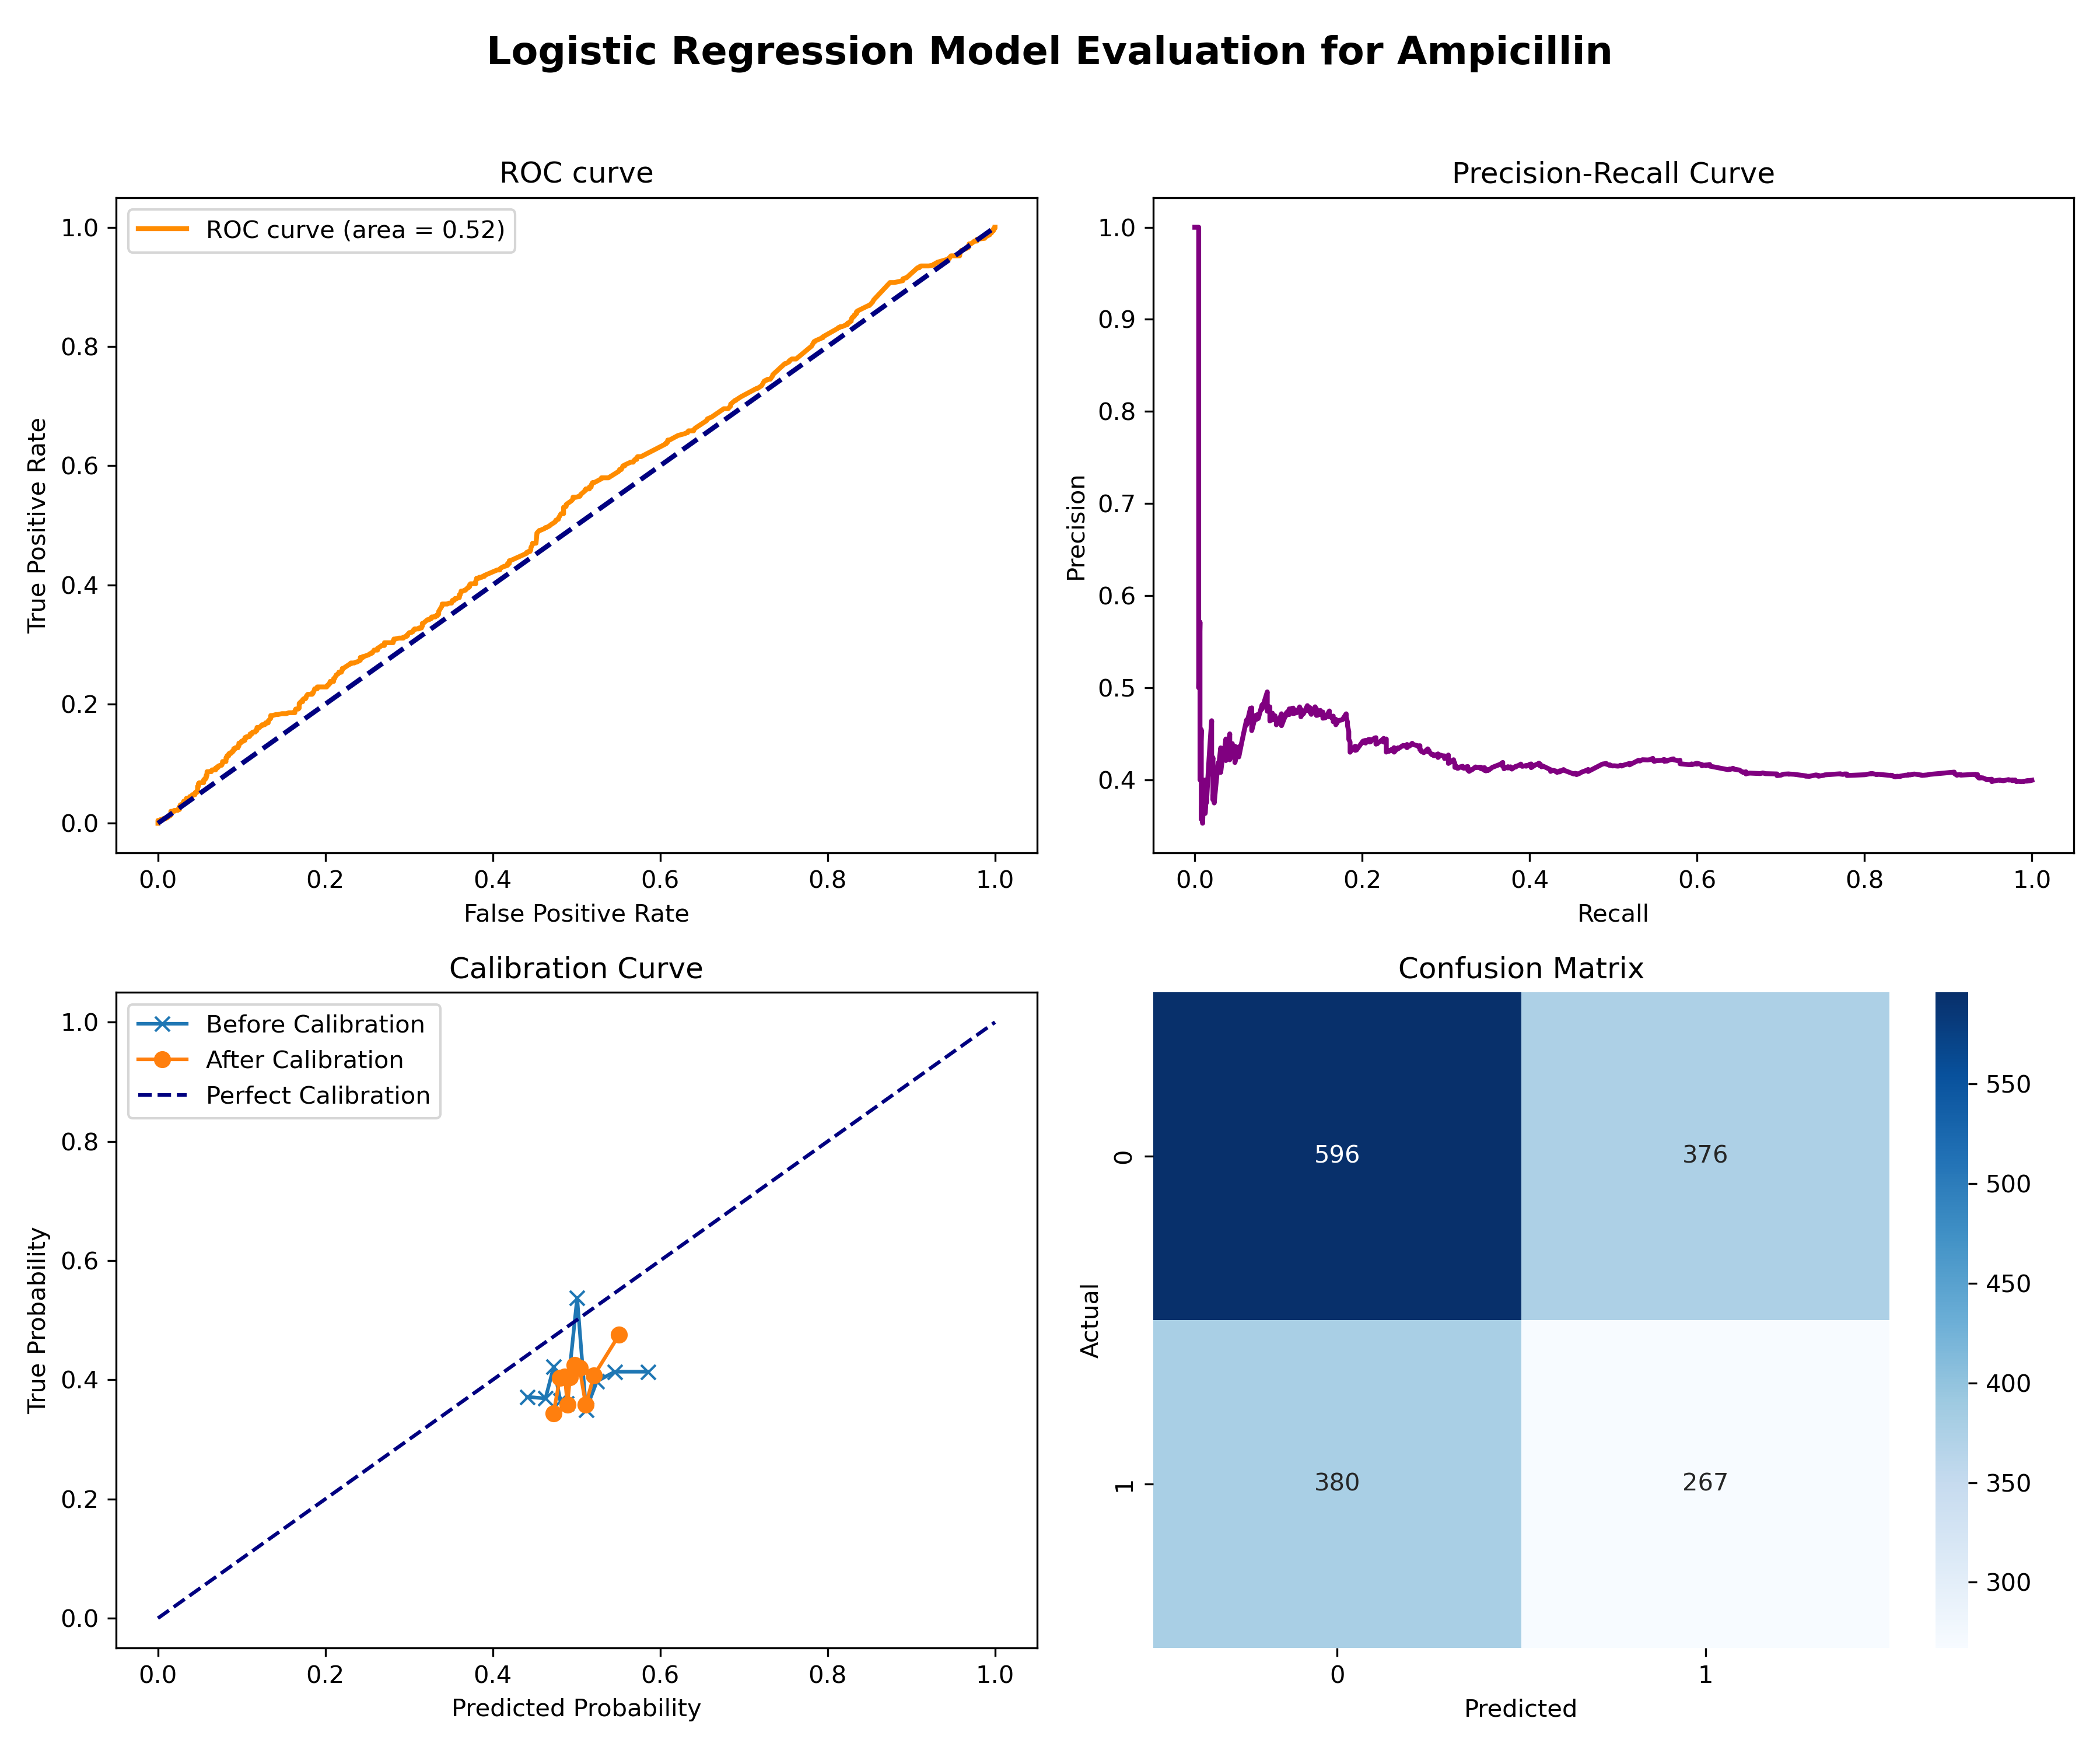 Logistic Regression Model Evaluation for Ampicillin
ROC curve
ROC curve (area = 0.52)
1.0
0.8
0.6
0.4
0.2
0.0
True Positive Rate
0.0 0.2 0.4 0.6 0.8 1.0
False Positive Rate
Precision-Recall Curve
1.0
0.9
0.8
0.7
0.6
0.5
0.4
Precision
0.0 0.2 0.4 0.6 0.8 1.0
Recall
Calibration Curve
Before Calibration
After Calibration
Perfect Calibration
1.0
0.8
0.6
0.4
0.2
0.0
True Probability
0.0 0.2 0.4 0.6 0.8 1.0
Predicted Probability
Confusion Matrix
596 376
380 267
0
1
Actual
0 1
Predicted
550
500
450
400
350
300